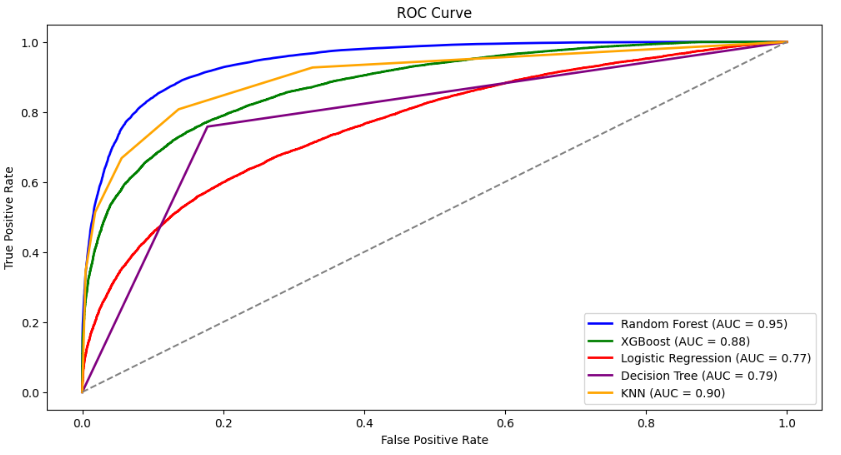 ROC Curve
True Positive Rate
1.0
0.8
0.6
0.4
0.2
0.0
Random Forest (AUC = 0.95)
XGBoost (AUC = 0.88)
Logistic Regression (AUC = 0.77)
Decision Tree (AUC = 0.79)
KNN (AUC = 0.90)
0.0
0.2
0.4
0.6
0.8
1.0
False Positive Rate